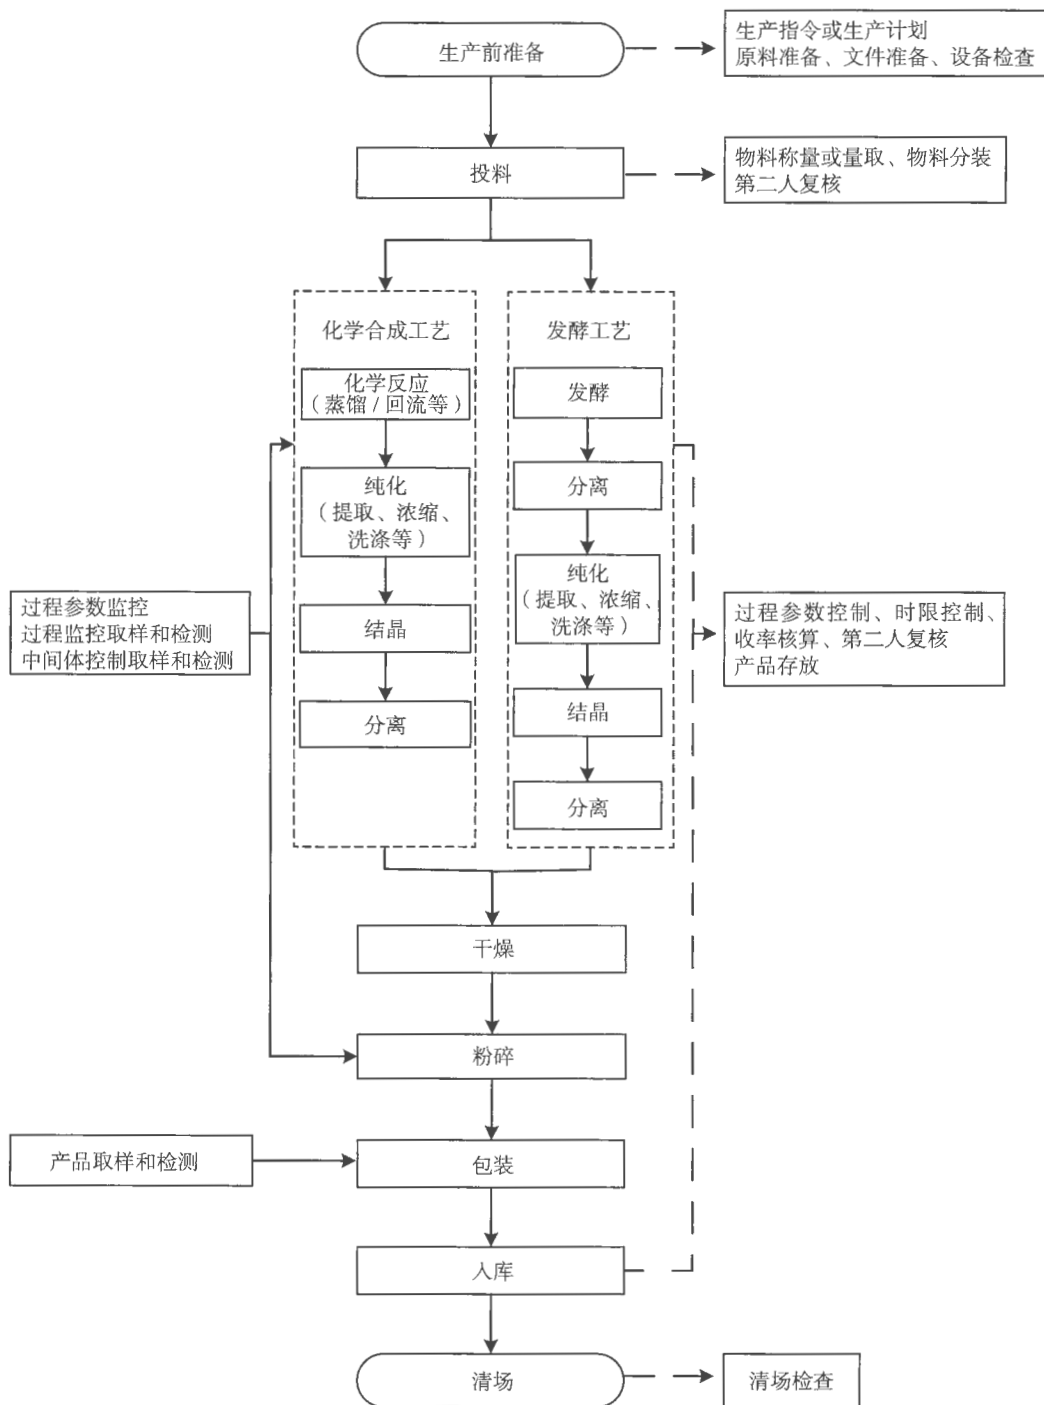 生产前准备
生产指令或生产计划
原料准备、文件准备、设备检查
投料
物料称量或量取、物料分装
第二人复核
化学合成工艺
化学反应
（蒸馏/回流等）
纯化
（提取、浓缩、
洗涤等）
结晶
分离
发酵工艺
发酵
分离
纯化
（提取、浓缩、
洗涤等）
结晶
分离
过程参数监控
过程监控取样和检测
中间体控制取样和检测
过程参数控制、时限控制、
收率核算、第二人复核
产品存放
干燥
粉碎
产品取样和检测
包装
入库
清场
清场检查